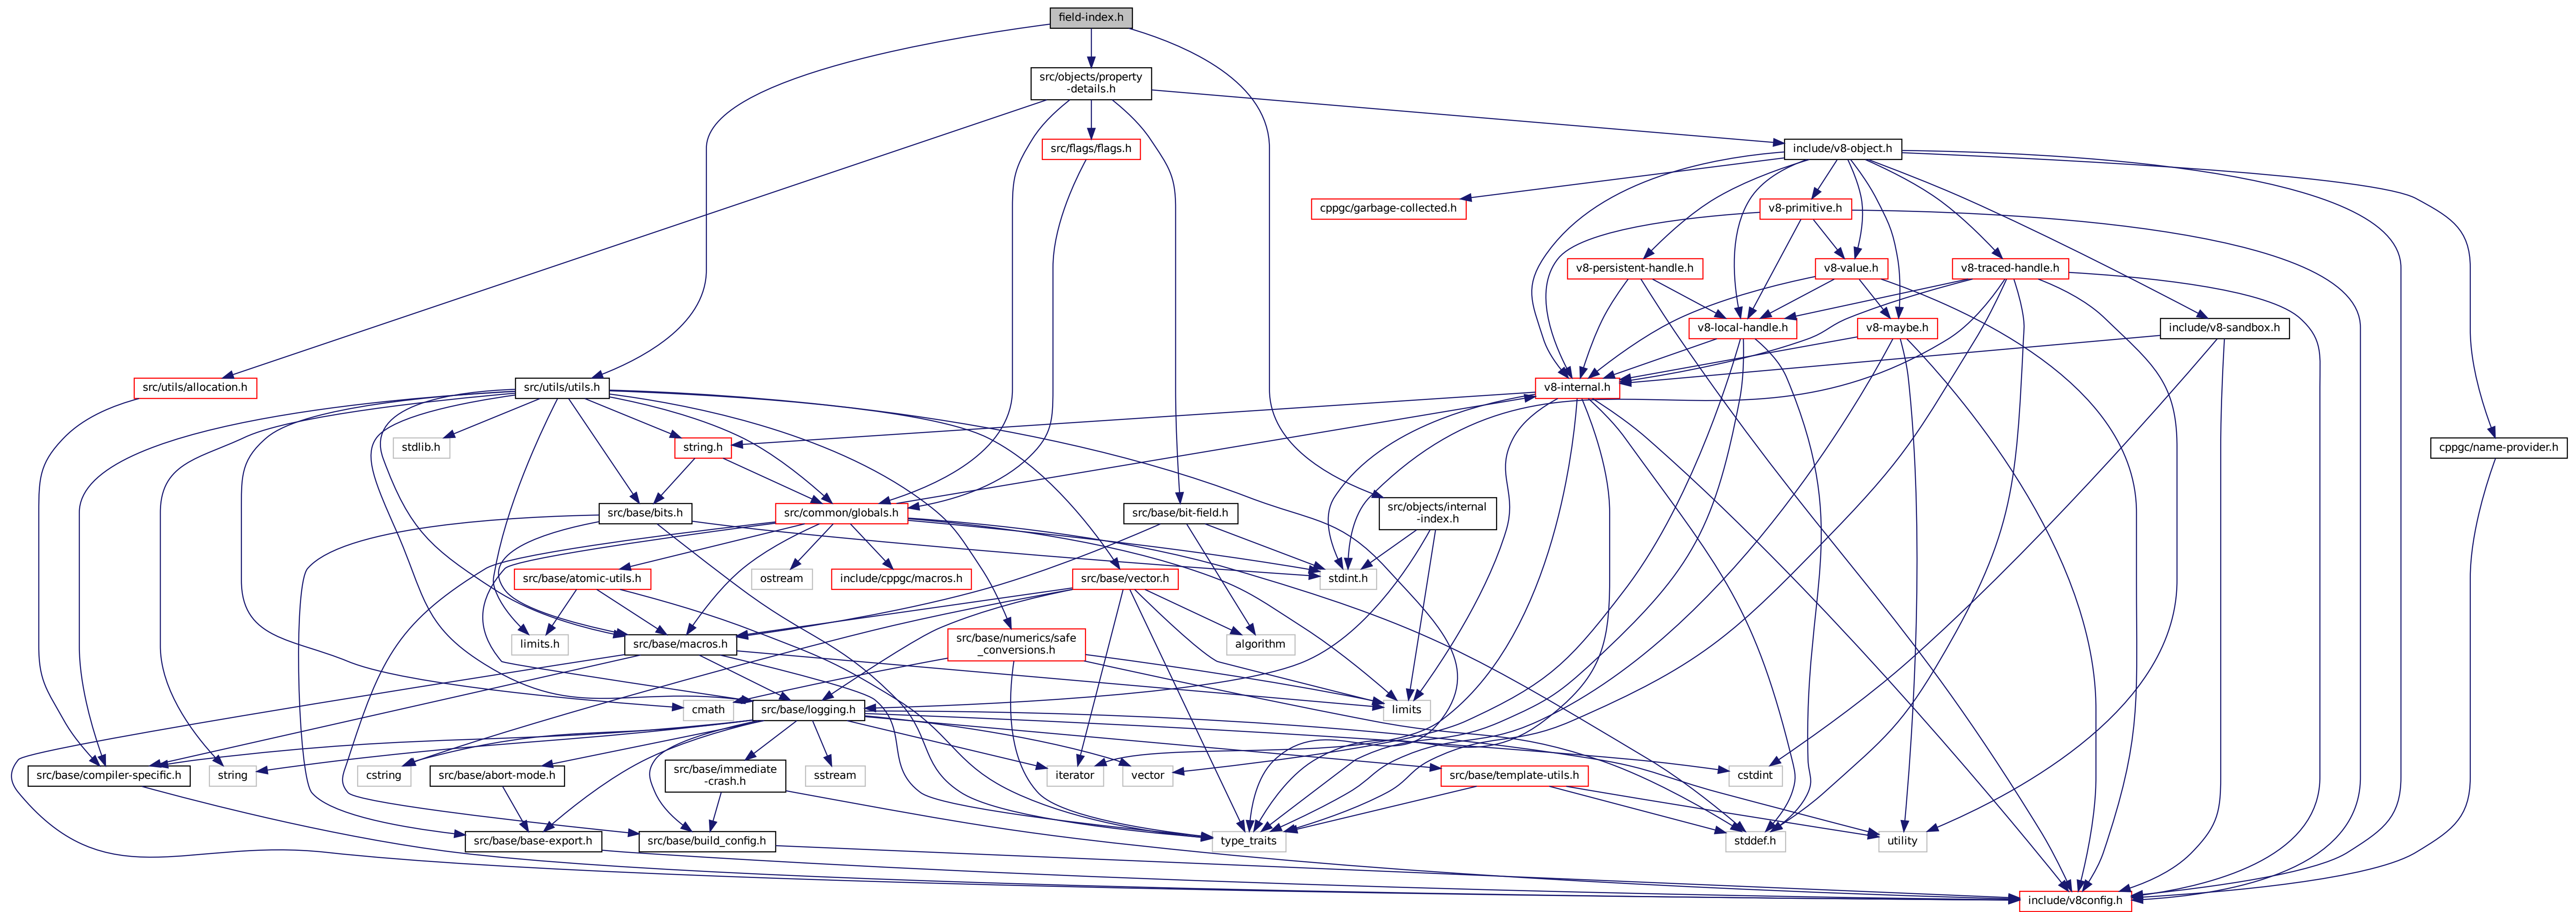 field-index.h
src/objects/property
-details.h
src/flags/flags.h
include/v8-object.h
cppgc/garbage-collected.h
v8-primitive.h
v8-persistent-handle.h
v8-value.h
v8-traced-handle.h
v8-local-handle.h
v8-maybe.h
include/v8-sandbox.h
src/utils/allocation.h
src/utils/utils.h
v8-internal.h
stdlib.h
string.h
cppgc/name-provider.h
src/base/bits.h
src/common/globals.h
src/base/bit-field.h
src/objects/internal
-index.h
src/base/atomic-utils.h
ostream
include/cppgc/macros.h
src/base/vector.h
stdint.h
limits.h
src/base/macros.h
src/base/numerics/safe
_conversions.h
algorithm
cmath
src/base/logging.h
limits
src/base/compiler-specific.h
string
cstring
src/base/abort-mode.h
src/base/immediate
-crash.h
sstream
iterator
vector
src/base/template-utils.h
cstdint
src/base/base-export.h
src/base/build_config.h
type_traits
stddef.h
utility
include/v8config.h